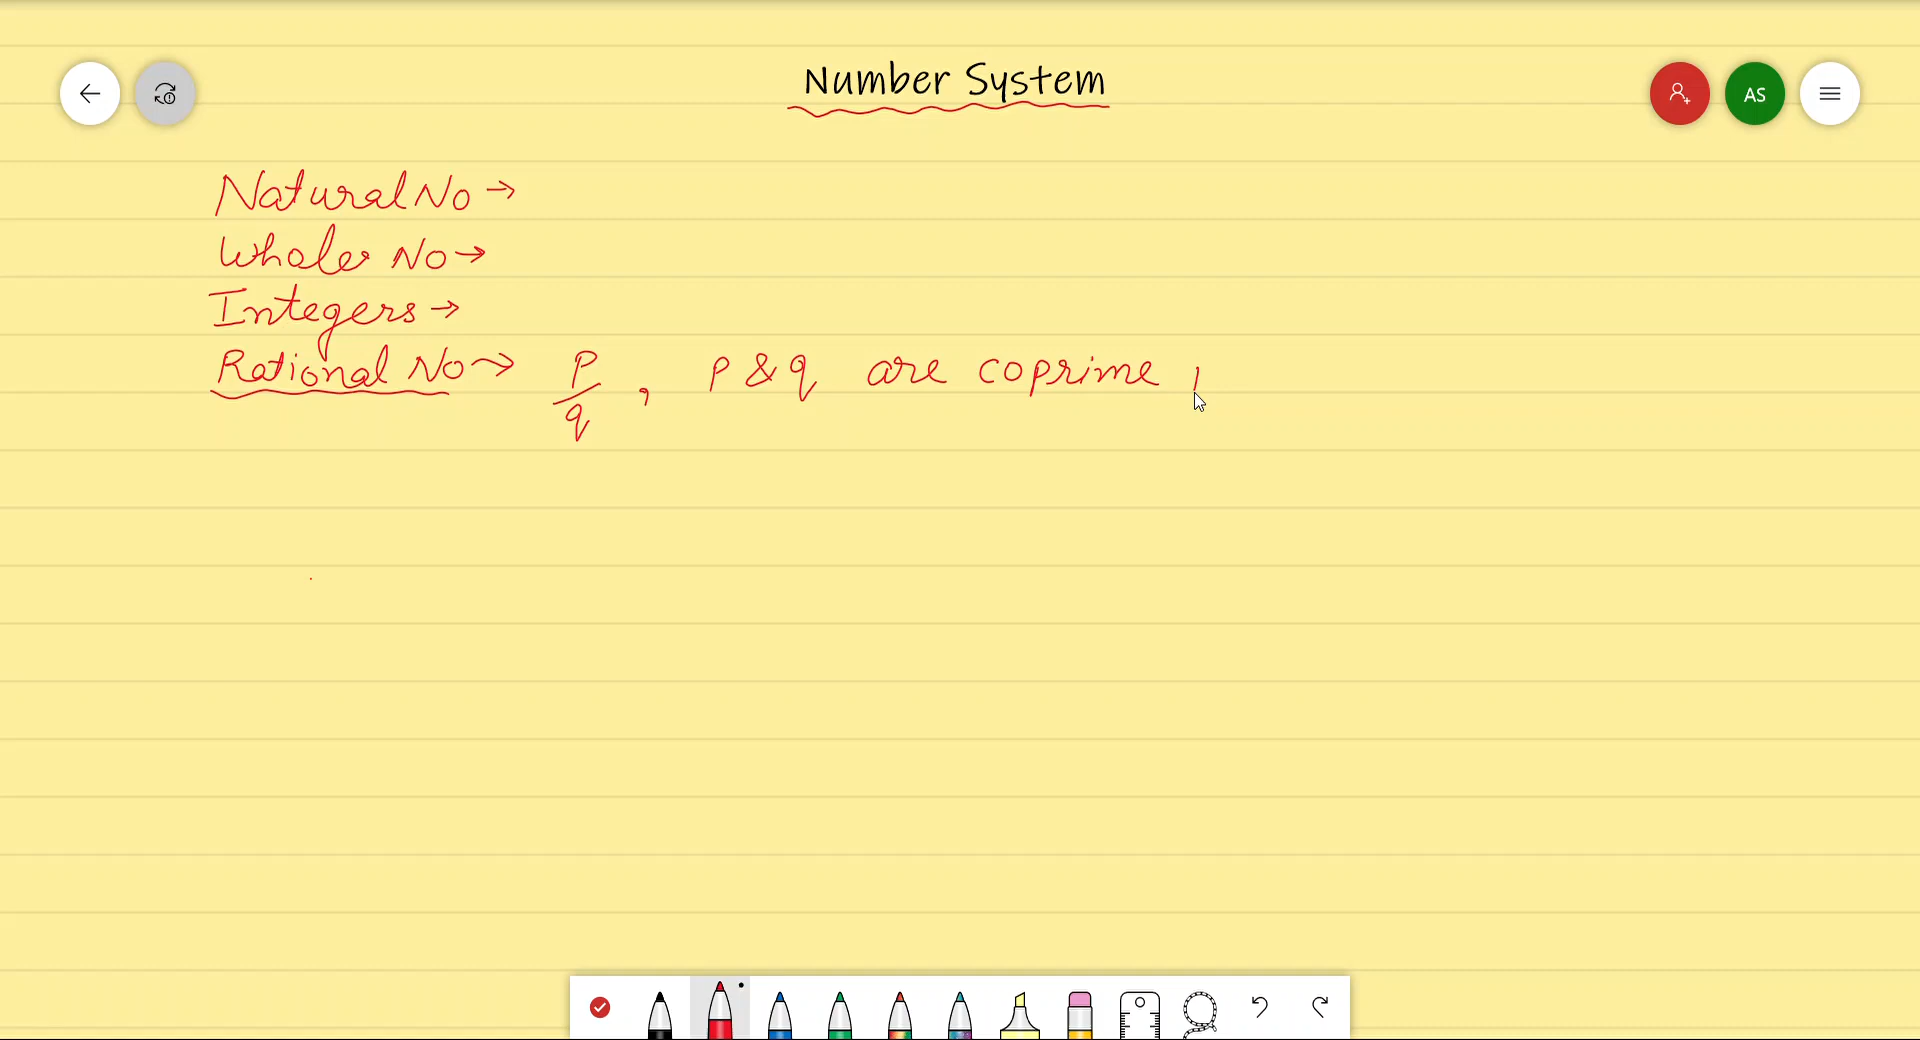 Number System
AS
Natural No →
Whole No →
Integers →
Rational No → P/q , P & q are coprime